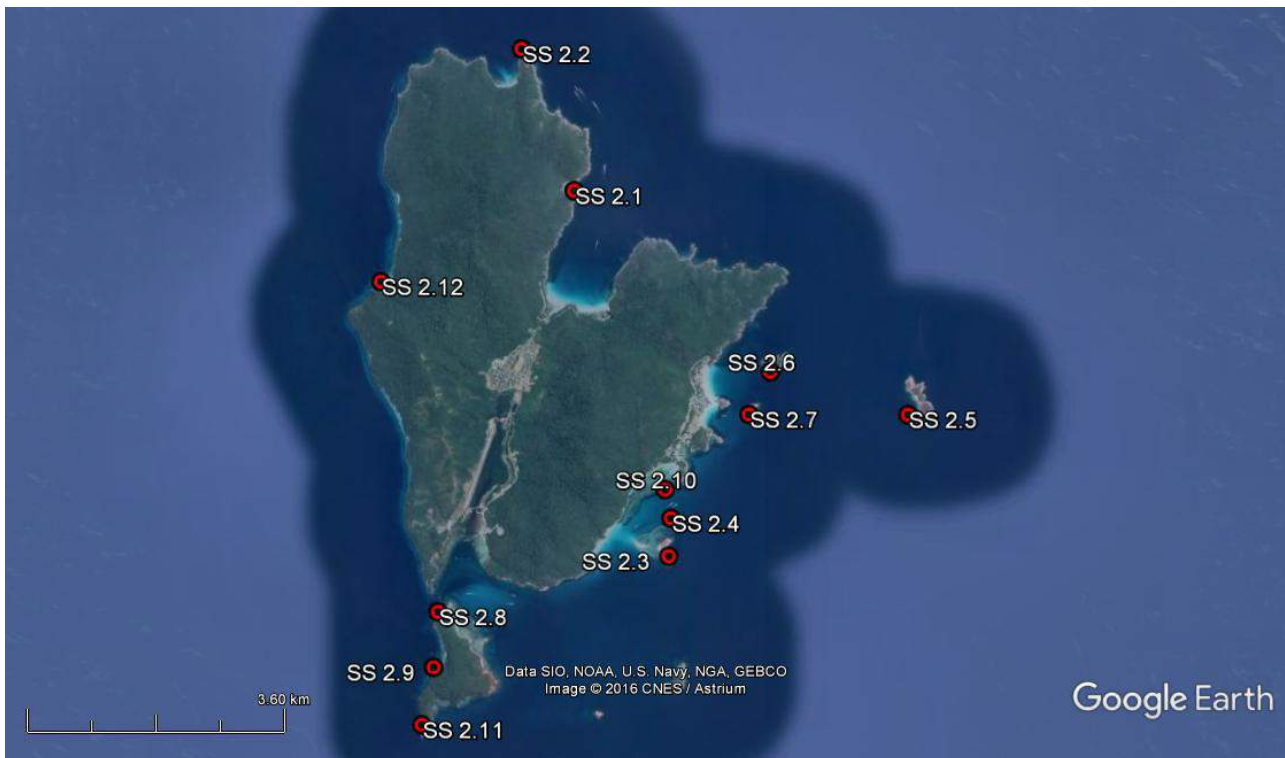 SS 2.2
SS 2.1
SS 2.12
SS 2.6
SS 2.7
SS 2.5
SS 2.10
SS 2.4
SS 2.3
SS 2.8
SS 2.9
SS 2.11
Data SIO, NOAA, U.S. Navy, NGA, GEBCO
Image © 2016 CNES / Astrium
3.60 km
Google Earth